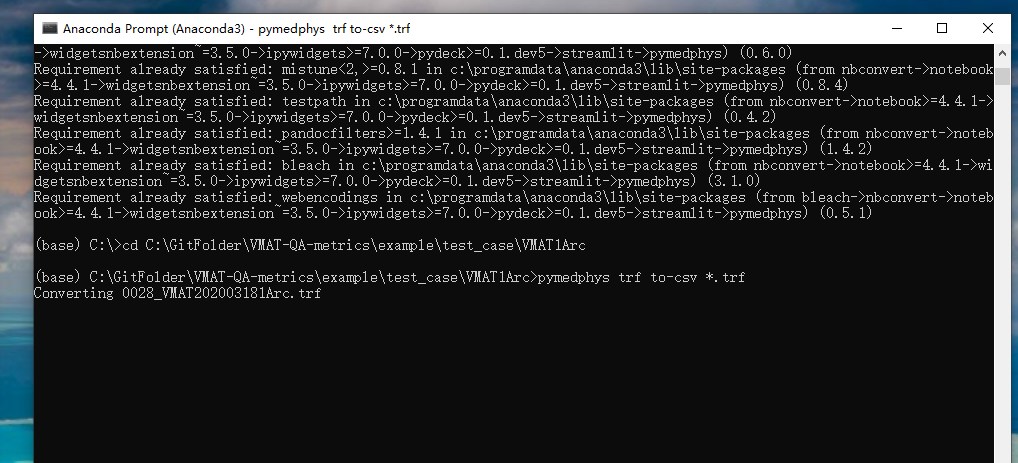 Anaconda Prompt (Anaconda3) - pymedphys  trf to-csv *.trf
->widgetsnbextension~=3.5.0->ipywidgets>=7.0.0->pydeck>=0.1.dev5->streamlit->pymedphys) (0.6.0)
Requirement already satisfied: mistune<2,>=0.8.1 in c:\programdata\anaconda3\lib\site-packages (from nbconvert->notebook
>=4.4.1->widgetsnbextension~=3.5.0->ipywidgets>=7.0.0->pydeck>=0.1.dev5->streamlit->pymedphys) (0.8.4)
Requirement already satisfied: testpath in c:\programdata\anaconda3\lib\site-packages (from nbconvert->notebook>=4.4.1->
widgetsnbextension~=3.5.0->ipywidgets>=7.0.0->pydeck>=0.1.dev5->streamlit->pymedphys) (0.4.2)
Requirement already satisfied: pandocfilters>=1.4.1 in c:\programdata\anaconda3\lib\site-packages (from nbconvert->noteb
ook>=4.4.1->widgetsnbextension~=3.5.0->ipywidgets>=7.0.0->pydeck>=0.1.dev5->streamlit->pymedphys) (1.4.2)
Requirement already satisfied: bleach in c:\programdata\anaconda3\lib\site-packages (from nbconvert->notebook>=4.4.1->wi
dgetsnbextension~=3.5.0->ipywidgets>=7.0.0->pydeck>=0.1.dev5->streamlit->pymedphys) (3.1.0)
Requirement already satisfied: webencodings in c:\programdata\anaconda3\lib\site-packages (from bleach->nbconvert->noteb
ook>=4.4.1->widgetsnbextension~=3.5.0->ipywidgets>=7.0.0->pydeck>=0.1.dev5->streamlit->pymedphys) (0.5.1)
(base) C:\>cd C:\GitFolder\VMAT-QA-metrics\example\test_case\VMAT1Arc
(base) C:\GitFolder\VMAT-QA-metrics\example\test_case\VMAT1Arc>pymedphys trf to-csv *.trf
Converting 0028_VMAT202003181Arc.trf